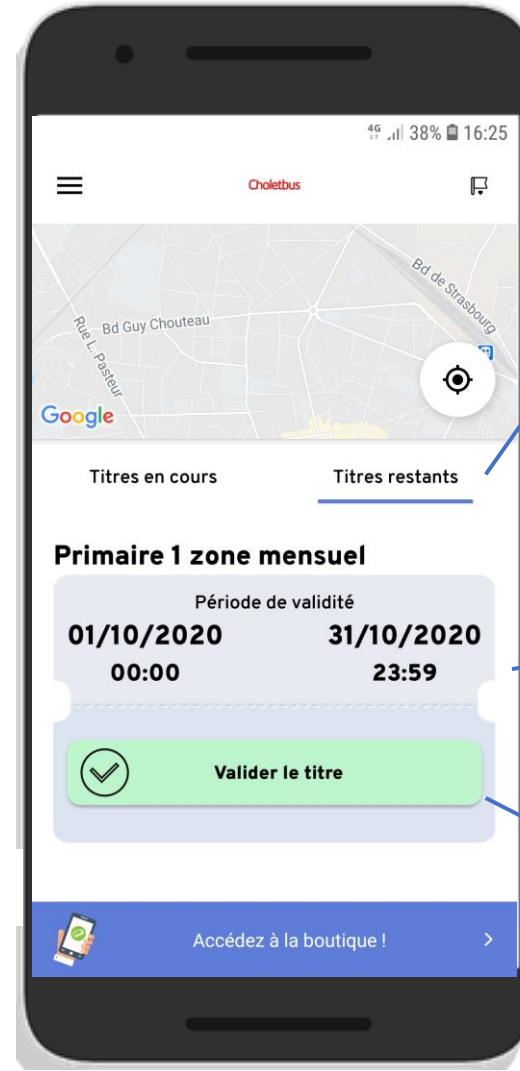 4G 38% 16:25
Choletbus
Bd de Strasbourg
Bd Guy Chouteau
Rue L. Pasteur
Google
Titres en cours Titres restants
Primaire 1 zone mensuel
Période de validité
01/10/2020 31/10/2020
00:00 23:59
Valider le titre
Accédez à la boutique !